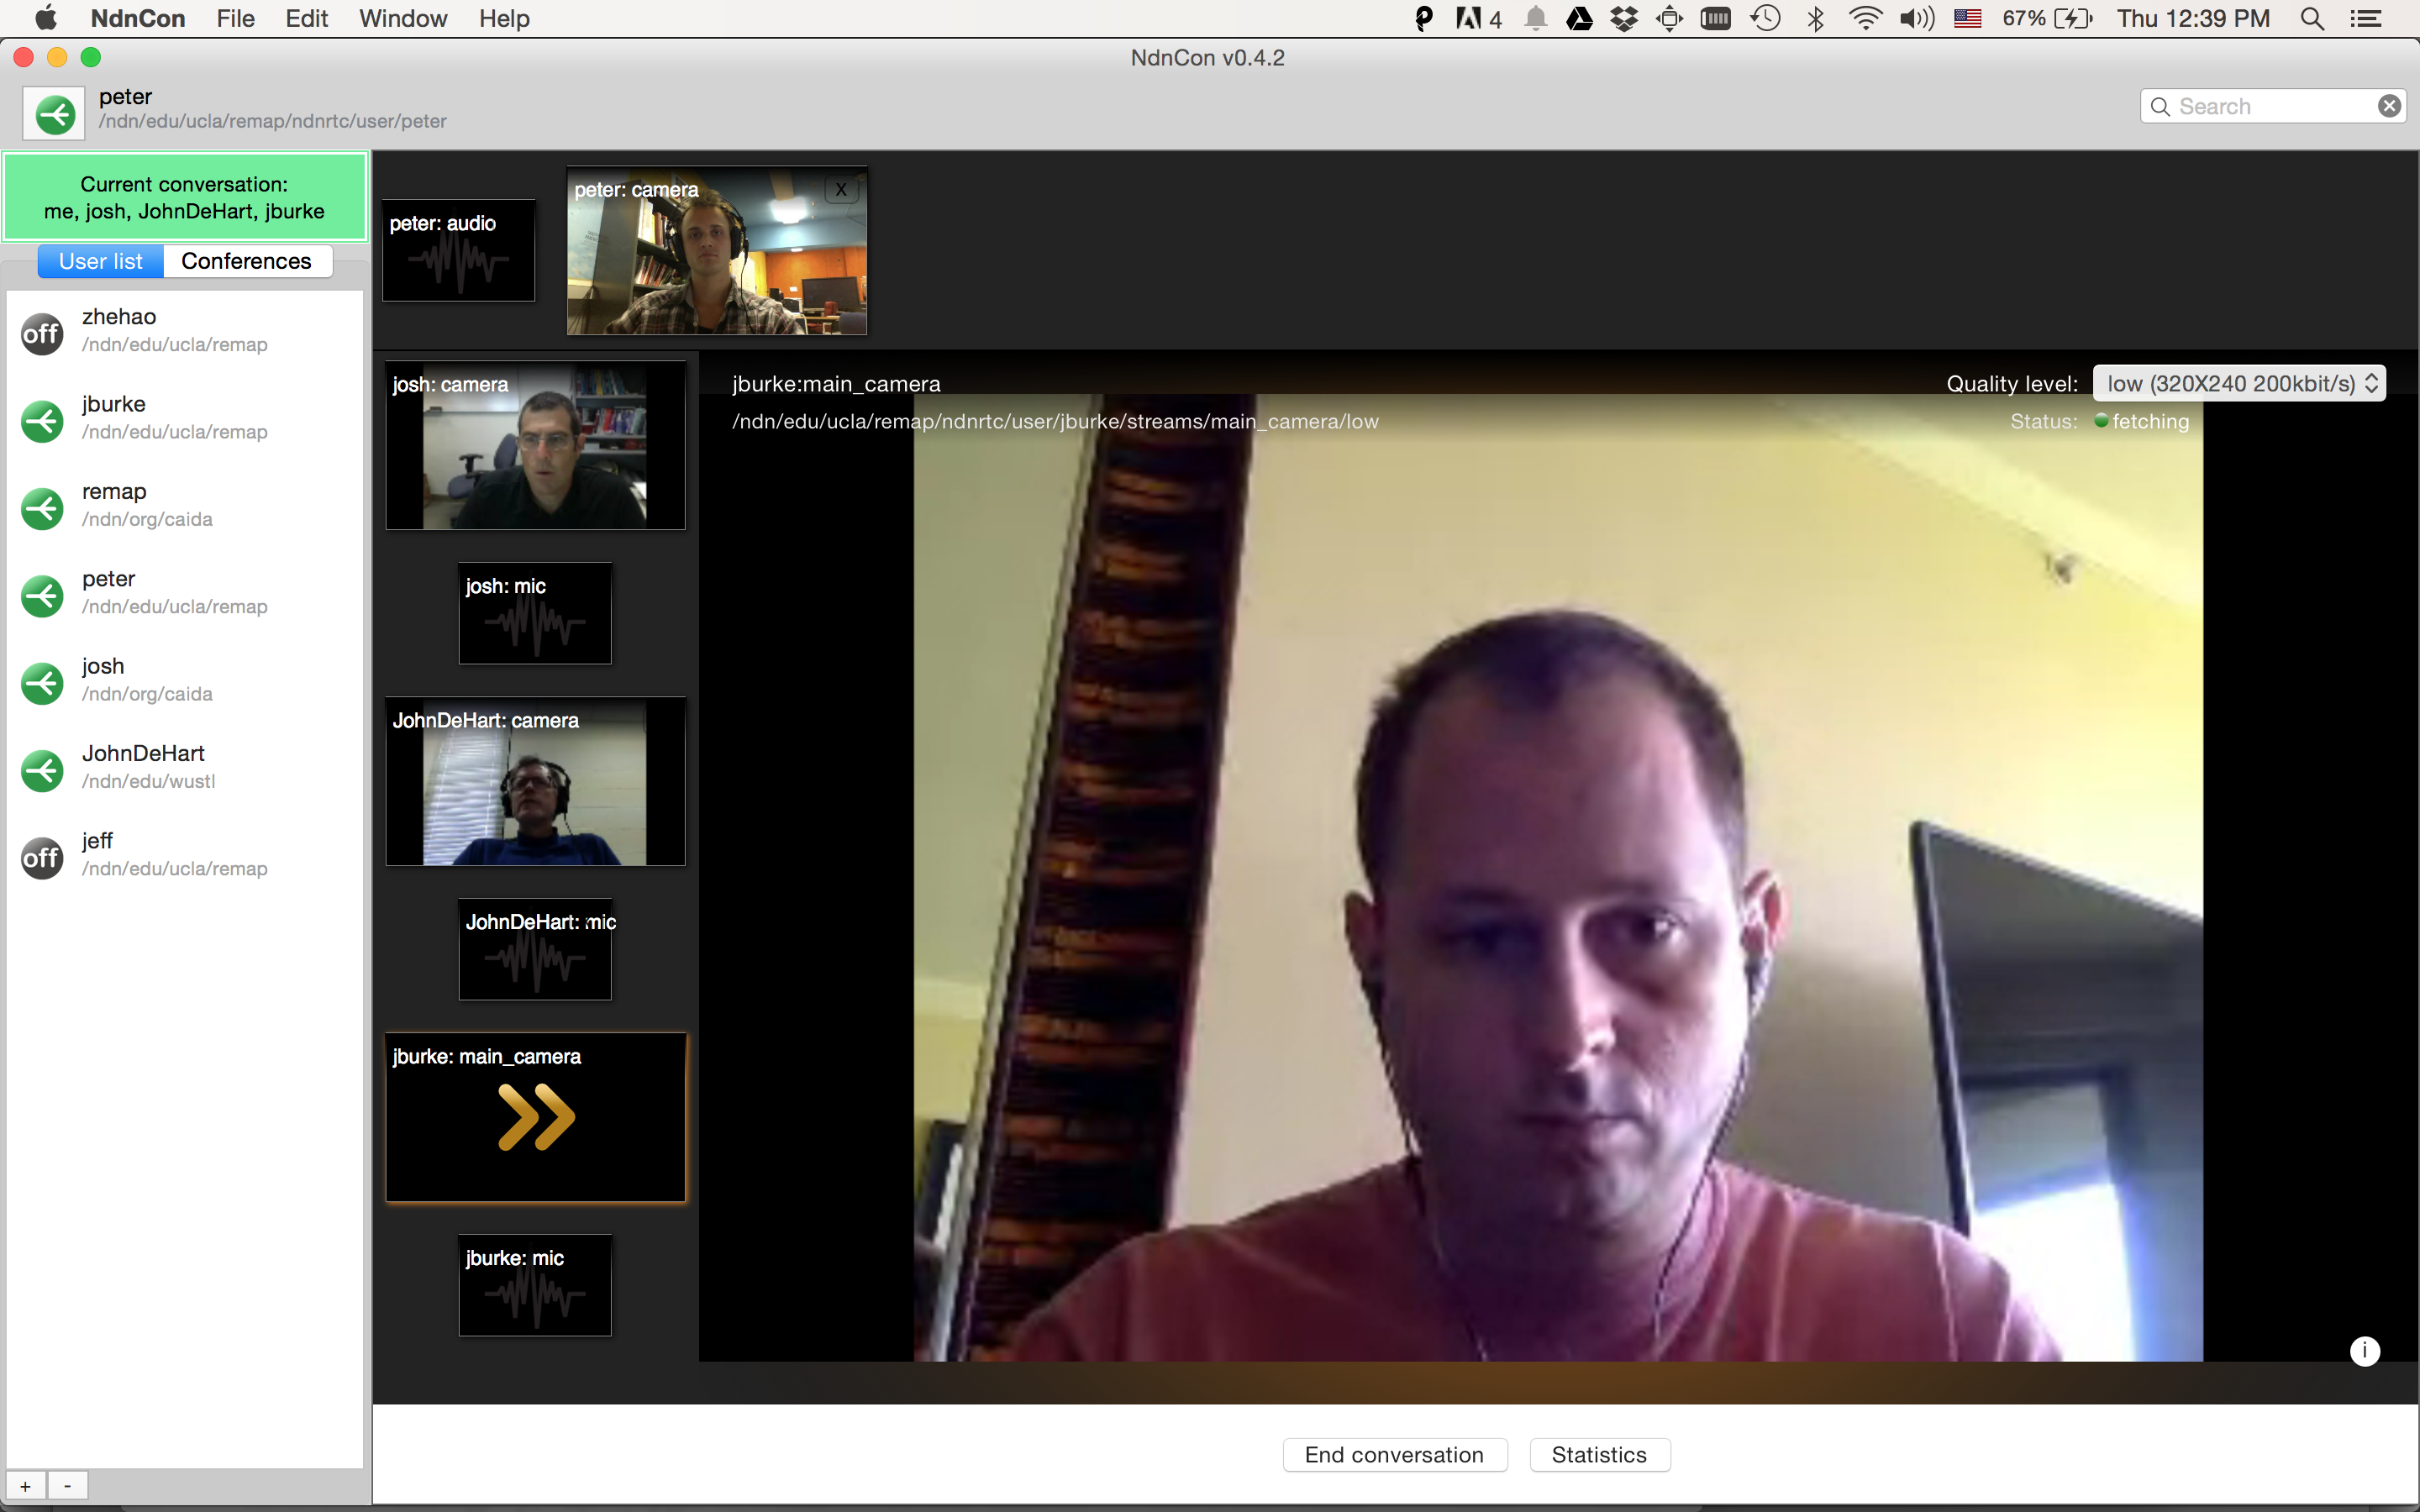 NdnCon File Edit Window Help 4 67% Thu 12:39 PM
NdnCon v0.4.2
peter
/ndn/edu/ucla/remap/ndnrtc/user/peter
Search
Current conversation:
me, josh, JohnDeHart, jburke
User list Conferences
off
zhehao
/ndn/edu/ucla/remap
jburke
/ndn/edu/ucla/remap
remap
/ndn/org/caida
peter
/ndn/edu/ucla/remap
josh
/ndn/org/caida
JohnDeHart
/ndn/edu/wustl
off
jeff
/ndn/edu/ucla/remap
+ -
peter: audio
peter: camera X
josh: camera
josh: mic
JohnDeHart: camera
JohnDeHart: mic
jburke: main_camera
jburke: mic
jburke:main_camera
/ndn/edu/ucla/remap/ndnrtc/user/jburke/streams/main_camera/low
Quality level: low (320X240 200kbit/s)
Status: fetching
i
End conversation Statistics